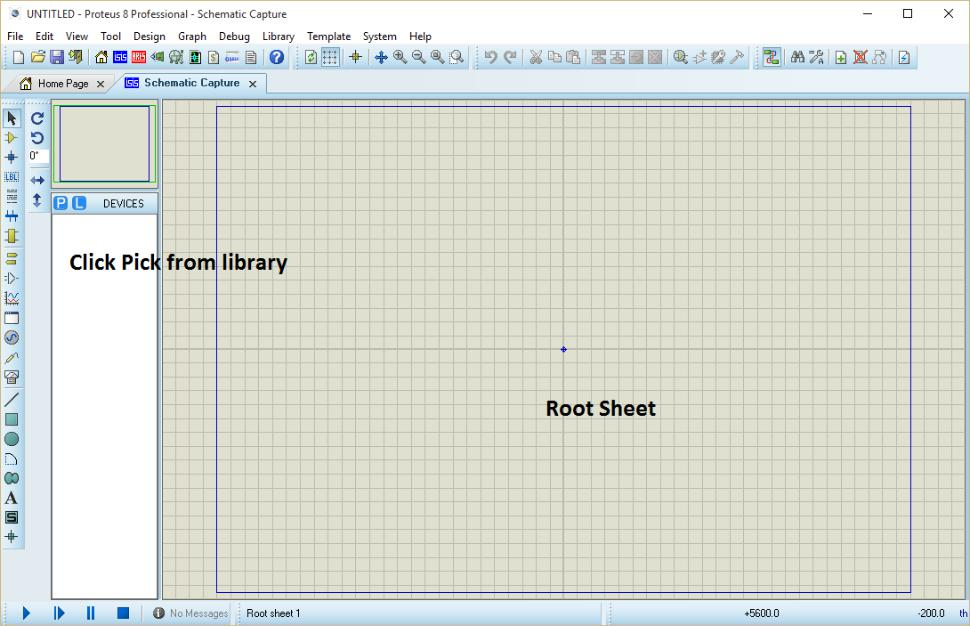 UNTITLED - Proteus 8 Professional - Schematic Capture
File Edit View Tool Design Graph Debug Library Template System Help
Home Page Schematic Capture
0°
LBL
P L DEVICES
Click Pick from library
Root Sheet
A
S
No Messages Root sheet 1 +5600.0 -200.0 th